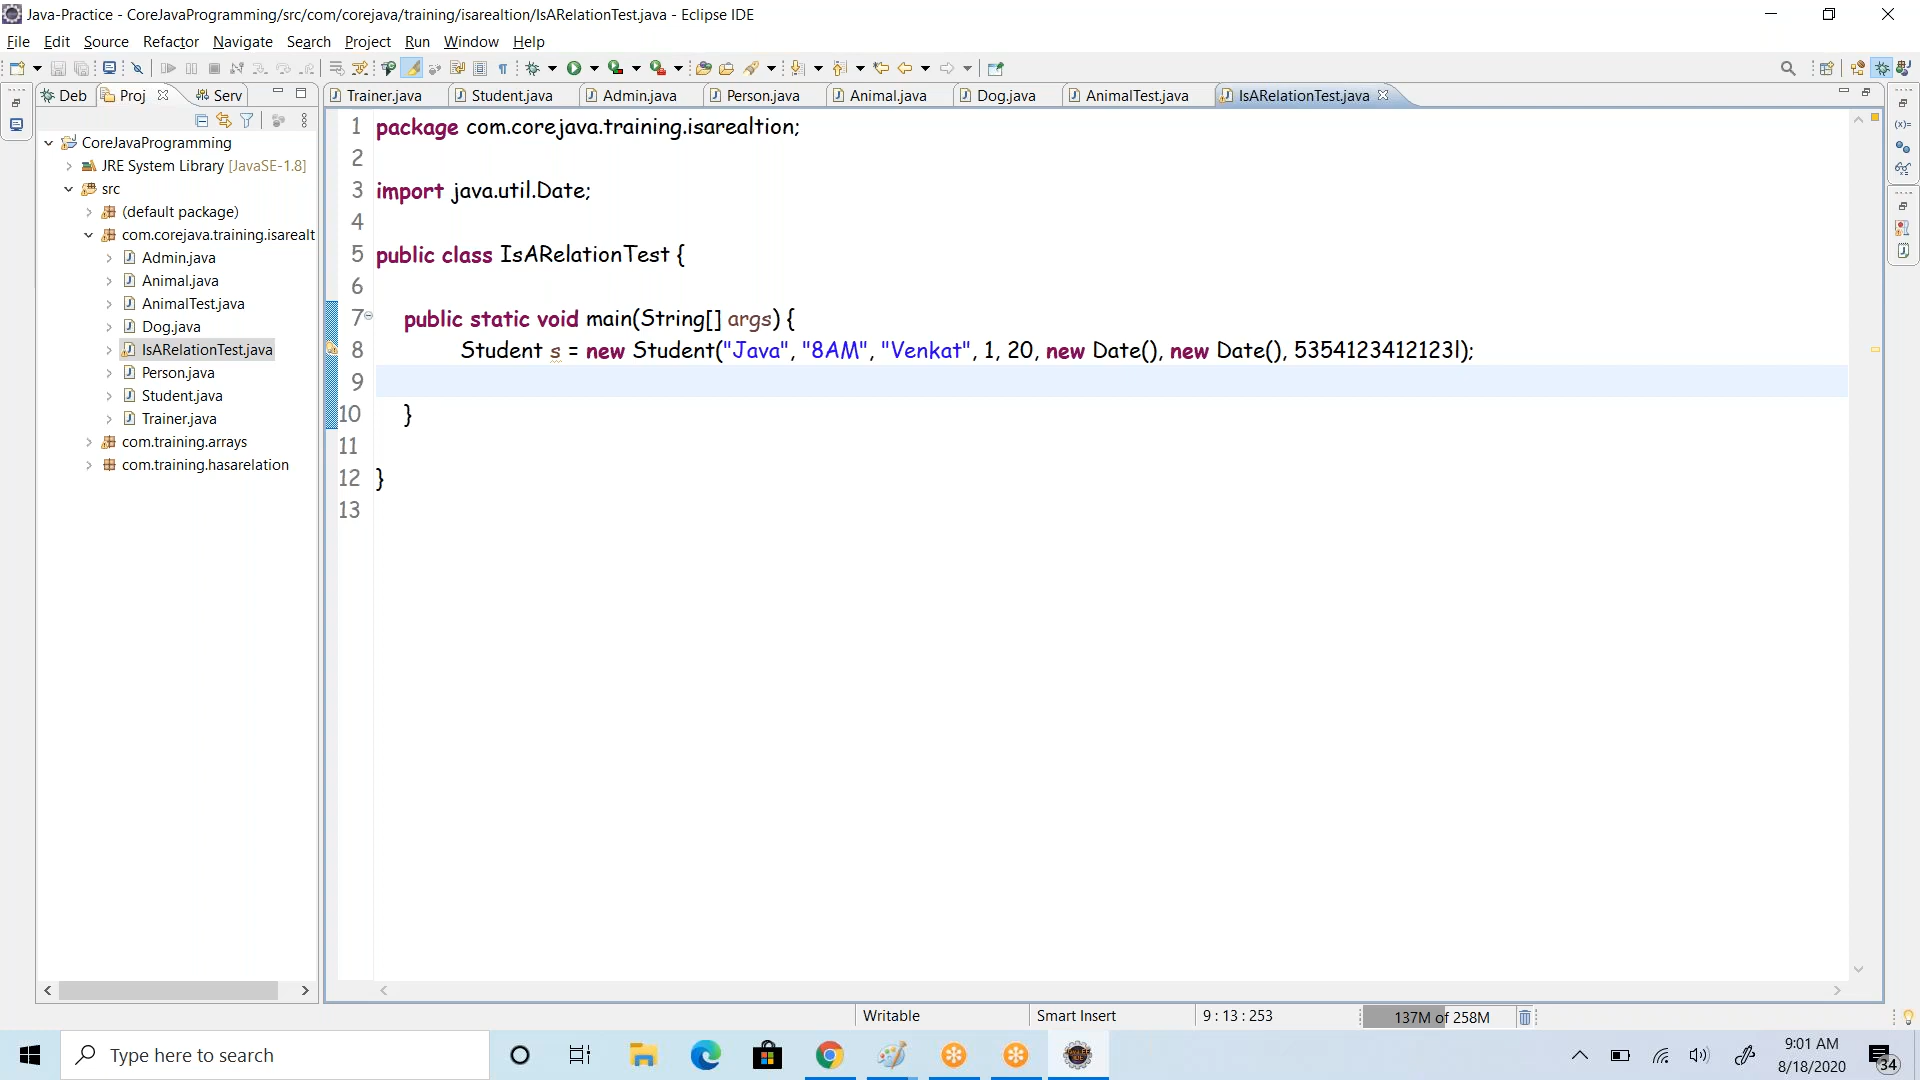 Java-Practice - CoreJavaProgramming/src/com/corejava/training/isarealtion/IsARelationTest.java - Eclipse IDE
File Edit Source Refactor Navigate Search Project Run Window Help
Deb Proj Serv
Trainer.java Student.java Admin.java Person.java Animal.java Dog.java AnimalTest.java IsARelationTest.java
CoreJavaProgramming
JRE System Library [JavaSE-1.8]
src
(default package)
com.corejava.training.isarealt
Admin.java
Animal.java
AnimalTest.java
Dog.java
IsARelationTest.java
Person.java
Student.java
Trainer.java
com.training.arrays
com.training.hasarelation
1 package com.corejava.training.isarealtion;
2
3 import java.util.Date;
4
5 public class IsARelationTest {
6
7 public static void main(String[] args) {
8 Student s = new Student("Java", "8AM", "Venkat", 1, 20, new Date(), new Date(), 5354123412123l);
9
10 }
11
12 }
13
Writable Smart Insert 9 : 13 : 253 137M of 258M
Type here to search
9:01 AM
8/18/2020
34